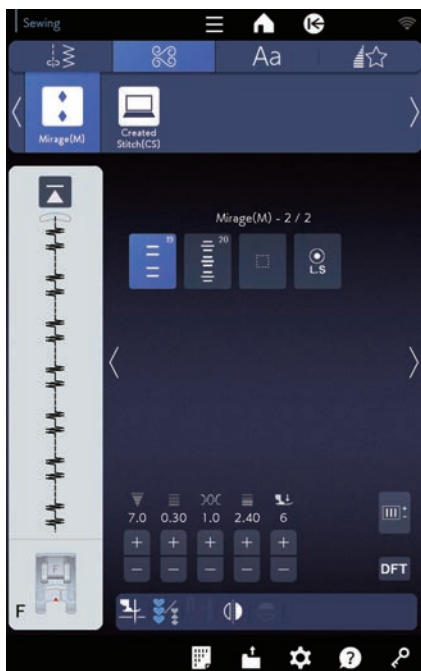 Sewing
Aa
Mirage(M)
Created
Stitch(CS)
Mirage(M) - 2 / 2
19
20
L.S
7.0 0.30 1.0 2.40 6
+ + + + +
- - - - -
DFT
F
F
?